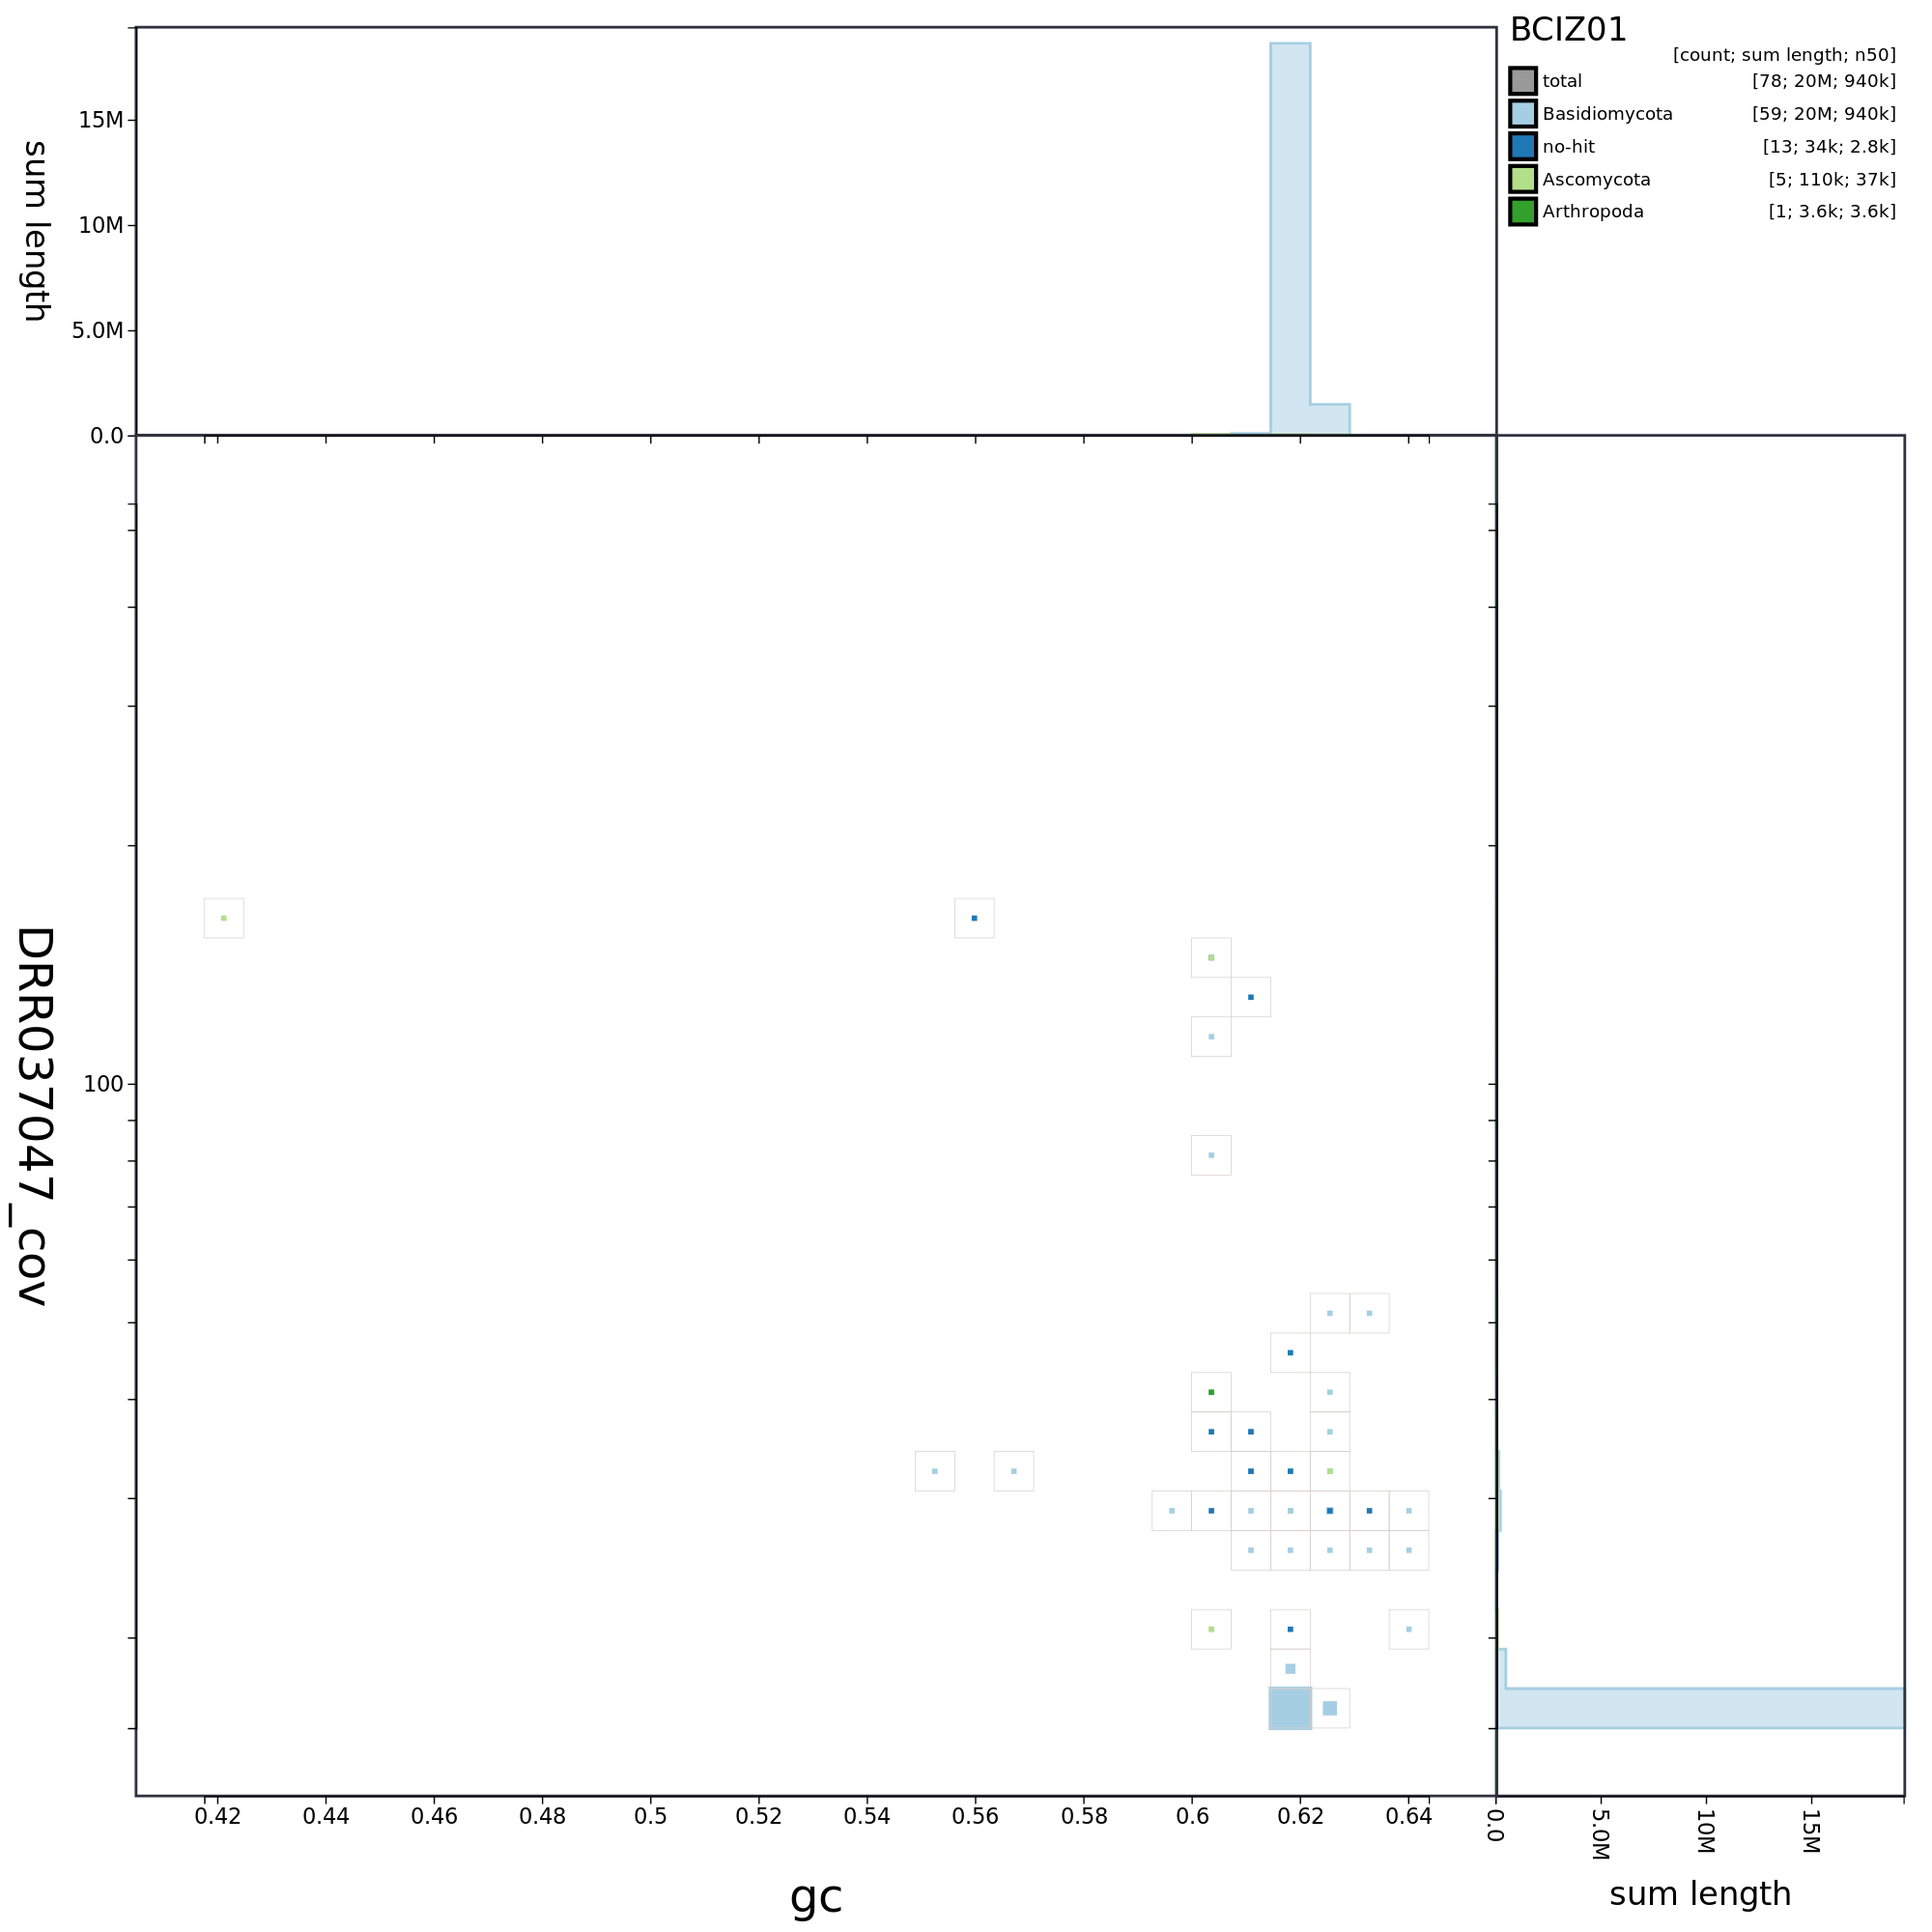 BCIZ01
[count; sum length; n50]
total [78; 20M; 940k]
Basidiomycota [59; 20M; 940k]
no-hit [13; 34k; 2.8k]
Ascomycota [5; 110k; 37k]
Arthropoda [1; 3.6k; 3.6k]
sum length
15M
10M
5.0M
0.0
DRR037047_cov
100
0.42 0.44 0.46 0.48 0.5 0.52 0.54 0.56 0.58 0.6 0.62 0.64
gc
0.0 5.0M 10M 15M
sum length